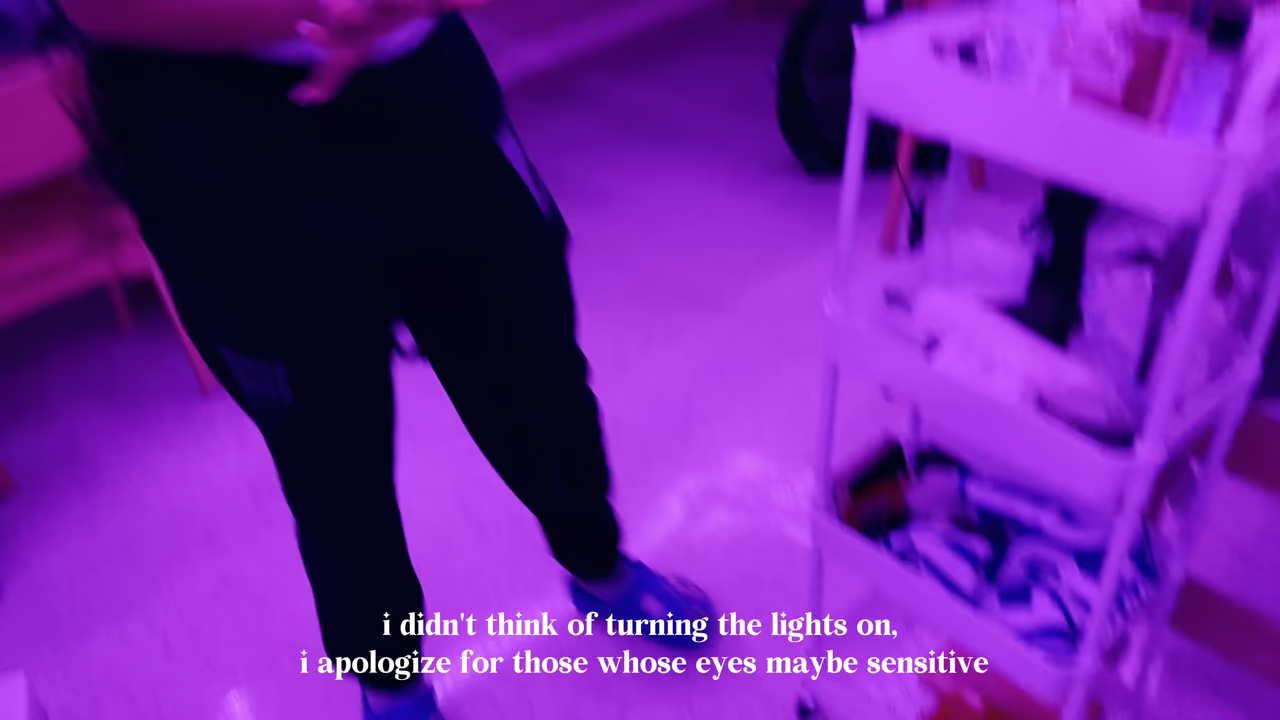 i didn't think of turning the lights on,
i apologize for those whose eyes maybe sensitive